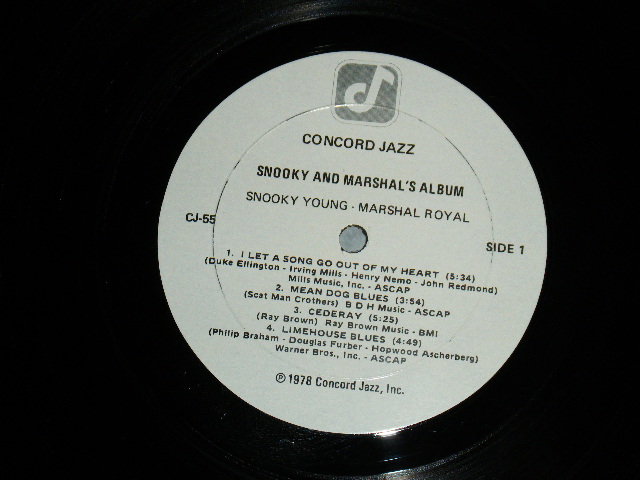 CONCORD JAZZ
SNOOKY AND MARSHAL'S ALBUM
SNOOKY YOUNG - MARSHAL ROYAL
CJ-55
SIDE 1
1. I LET A SONG GO OUT OF MY HEART (5:34)
(Duke Ellington - Irving Mills - Henry Nemo - John Redmond)
Mills Music, Inc. - ASCAP
2. MEAN DOG BLUES (3:54)
(Scat Man Crothers) B D H Music - ASCAP
3. CEDERAY (5:25)
(Ray Brown) Ray Brown Music - BMI
4. LIMEHOUSE BLUES (4:49)
(Philip Braham - Douglas Furber - Hopwood Ascherberg)
Warner Bros., Inc. - ASCAP
℗ 1978 Concord Jazz, Inc.